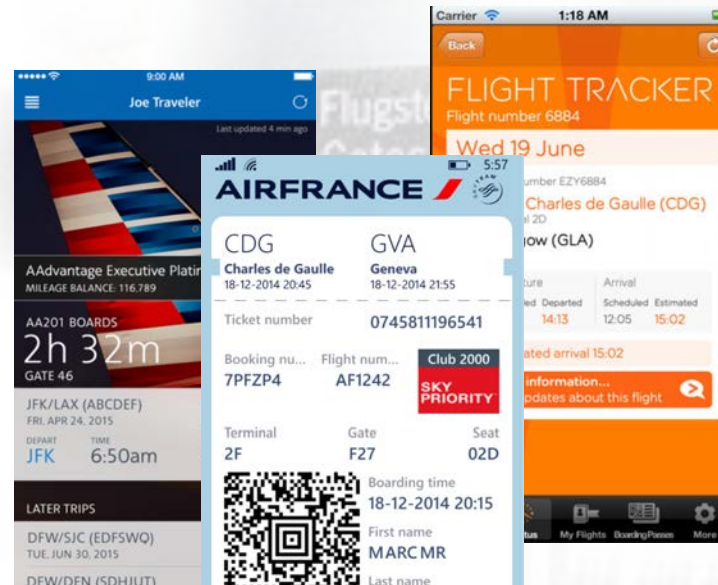 9:00 AM
Joe Traveler
Last updated 4 min ago
AAdvantage Executive
MILEAGE BALANCE: 116,789
AA201 BOARDS
2h 32m
GATE 46
JFK/LAX (ABCDEF)
FRI, APR 24, 2015
DEPART TIME
JFK 6:50am
LATER TRIPS
DFW/SJC (EDFSWQ)
TUE, JUN 30, 2015
DFW/DEN (SDHJUT)
5:57
AIRFRANCE
SKYTEAM
CDG GVA
Charles de Gaulle Geneva
18-12-2014 20:45 18-12-2014 21:55
Ticket number 0745811196541
Booking nu... Flight num... Club 2000
7PFZP4 AF1242 SKY
PRIORITY
Terminal Gate Seat
2F F27 02D
Boarding time
18-12-2014 20:15
First name
MARC MR
Last name
Carrier 1:18 AM
Back
FLIGHT TRACKER
Flight number 6884
Wed 19 June
EZY6884
Charles de Gaulle (CDG)
2D
(GLA)
Arrival
Departed Scheduled Estimated
14:13 12:05 15:02
arrival 15:02
information...
about this flight
My Flights Boarding Passes More